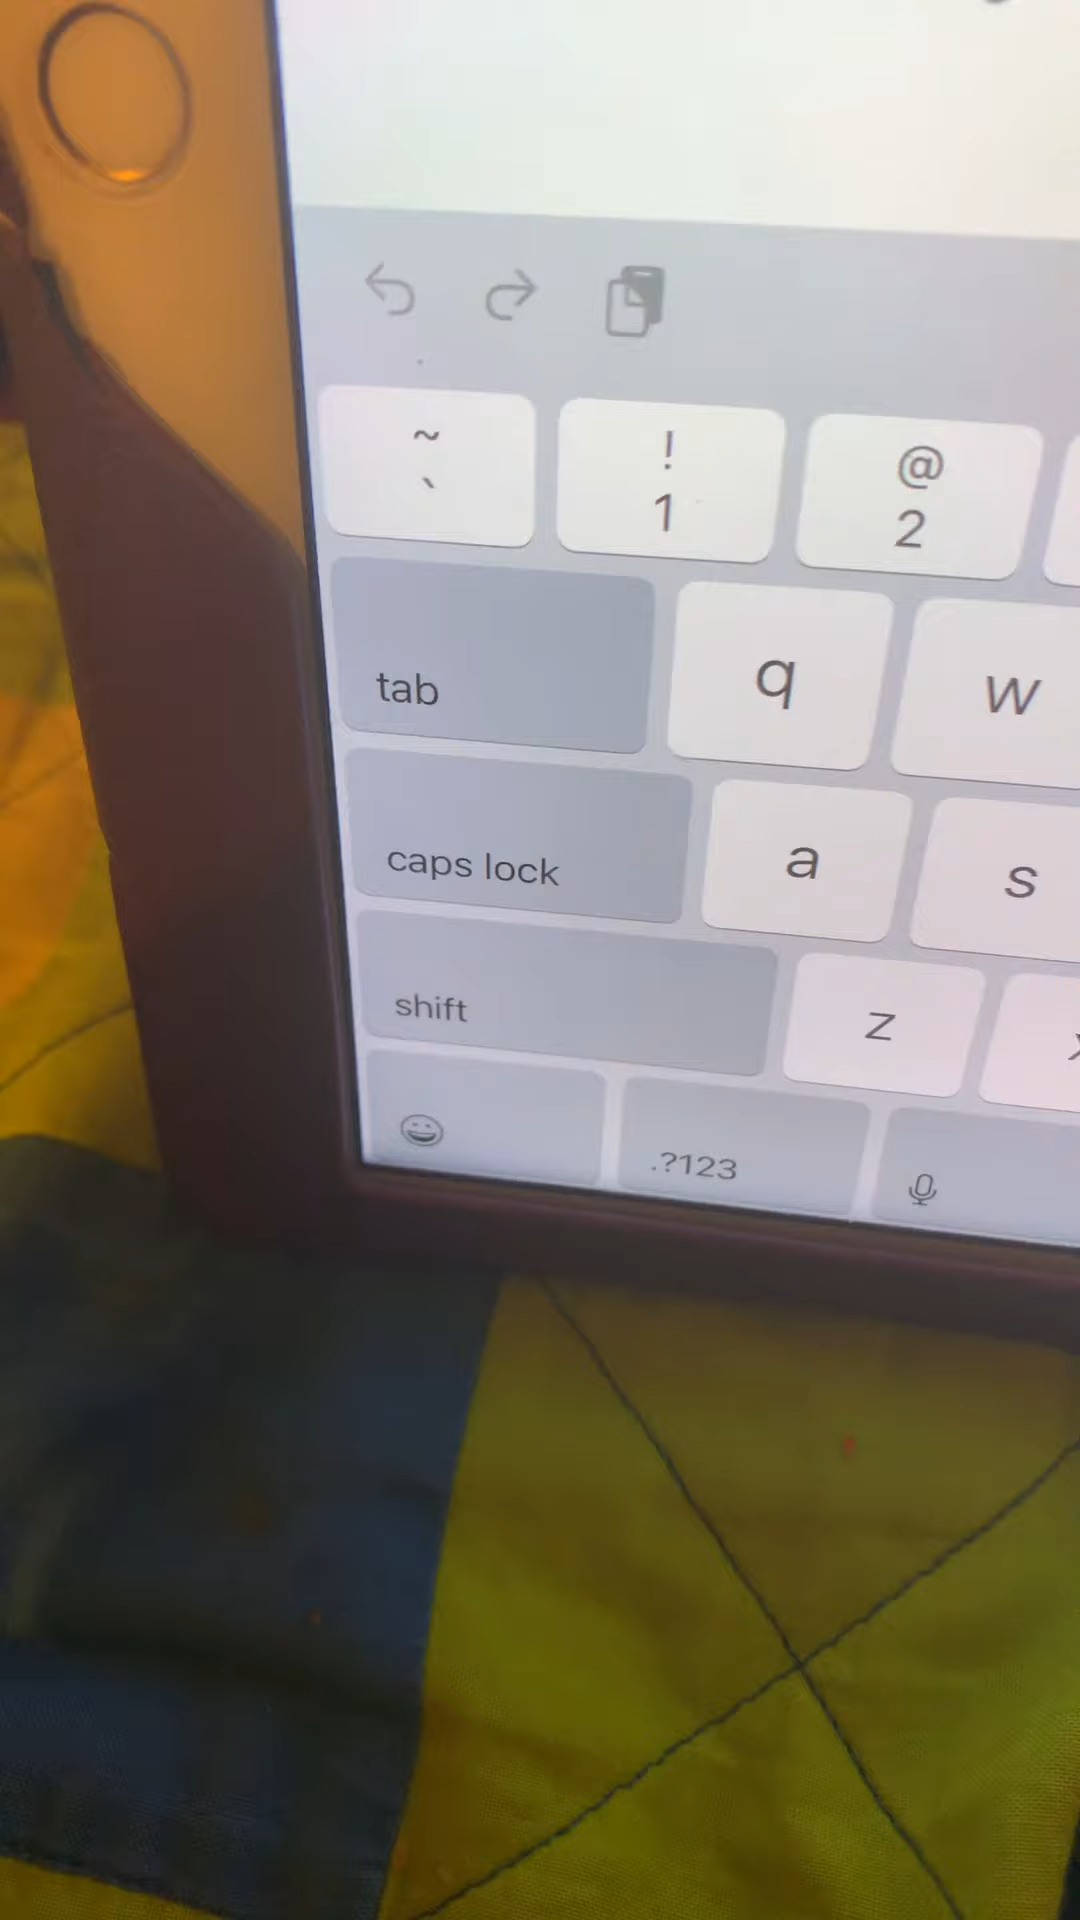 ~ ! @
` 1 2
tab q w
caps lock a s
shift z x
.?123